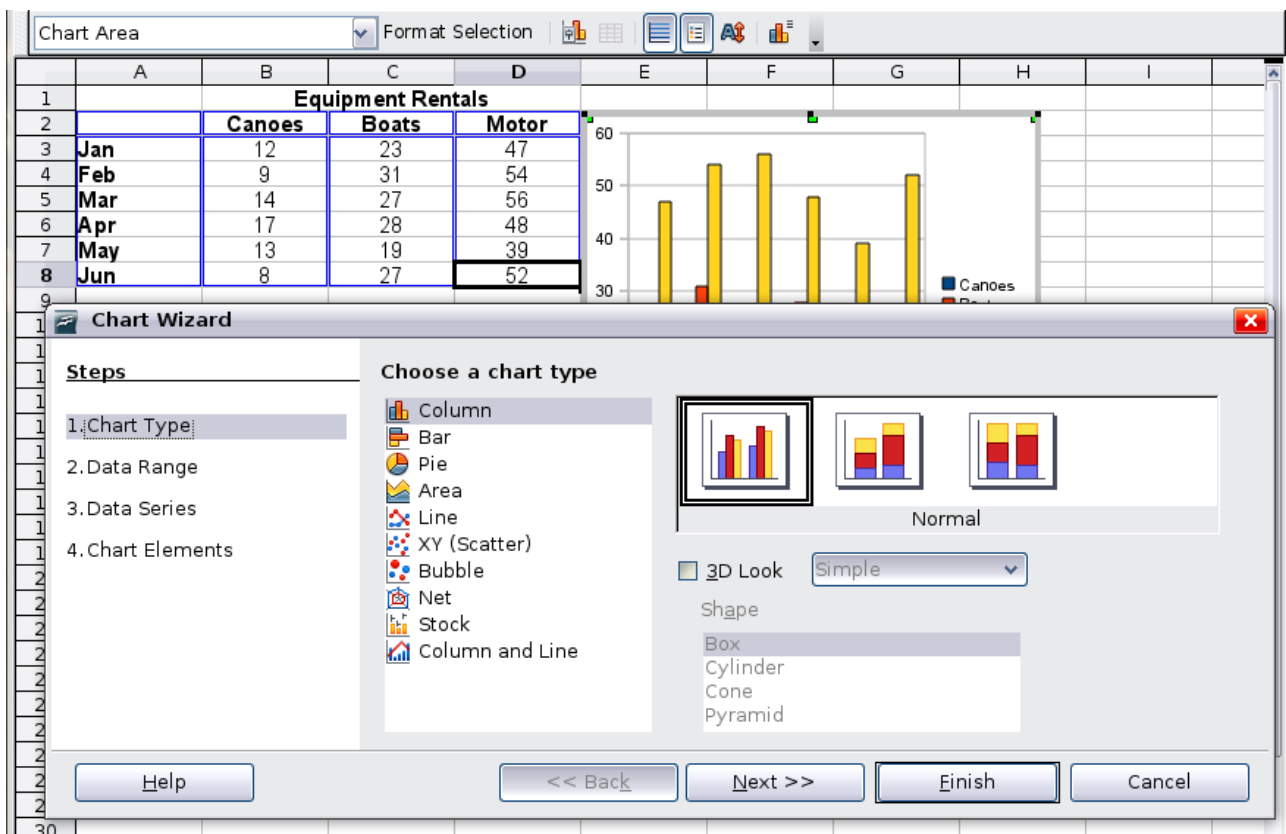 Chart Area Format Selection
A B C D E F G H I
1 Equipment Rentals
2 Canoes Boats Motor
3 Jan 12 23 47
4 Feb 9 31 54
5 Mar 14 27 56
6 Apr 17 28 48
7 May 13 19 39
8 Jun 8 27 52
9
60
50
40
30
Canoes
Chart Wizard
Steps
1.Chart Type
2.Data Range
3.Data Series
4.Chart Elements
Choose a chart type
Column
Bar
Pie
Area
Line
XY (Scatter)
Bubble
Net
Stock
Column and Line
Normal
3D Look Simple
Shape
Box
Cylinder
Cone
Pyramid
Help << Back Next >> Finish Cancel
30